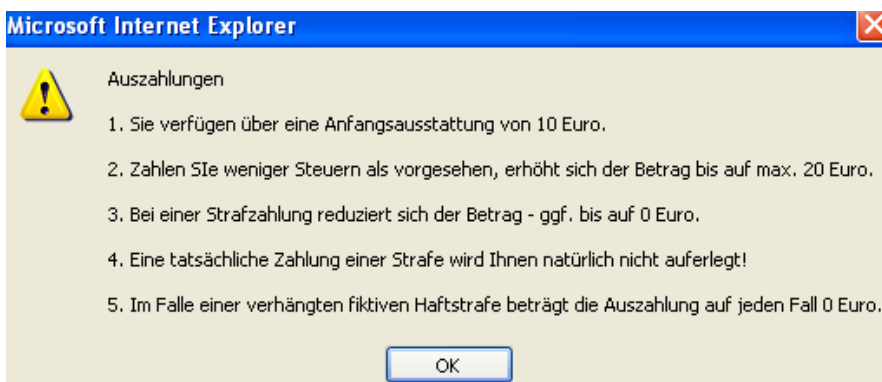 Microsoft Internet Explorer
Auszahlungen
1. Sie verfügen über eine Anfangsausstattung von 10 Euro.
2. Zahlen SIe weniger Steuern als vorgesehen, erhöht sich der Betrag bis auf max. 20 Euro.
3. Bei einer Strafzahlung reduziert sich der Betrag - ggf. bis auf 0 Euro.
4. Eine tatsächliche Zahlung einer Strafe wird Ihnen natürlich nicht auferlegt!
5. Im Falle einer verhängten fiktiven Haftstrafe beträgt die Auszahlung auf jeden Fall 0 Euro.
OK